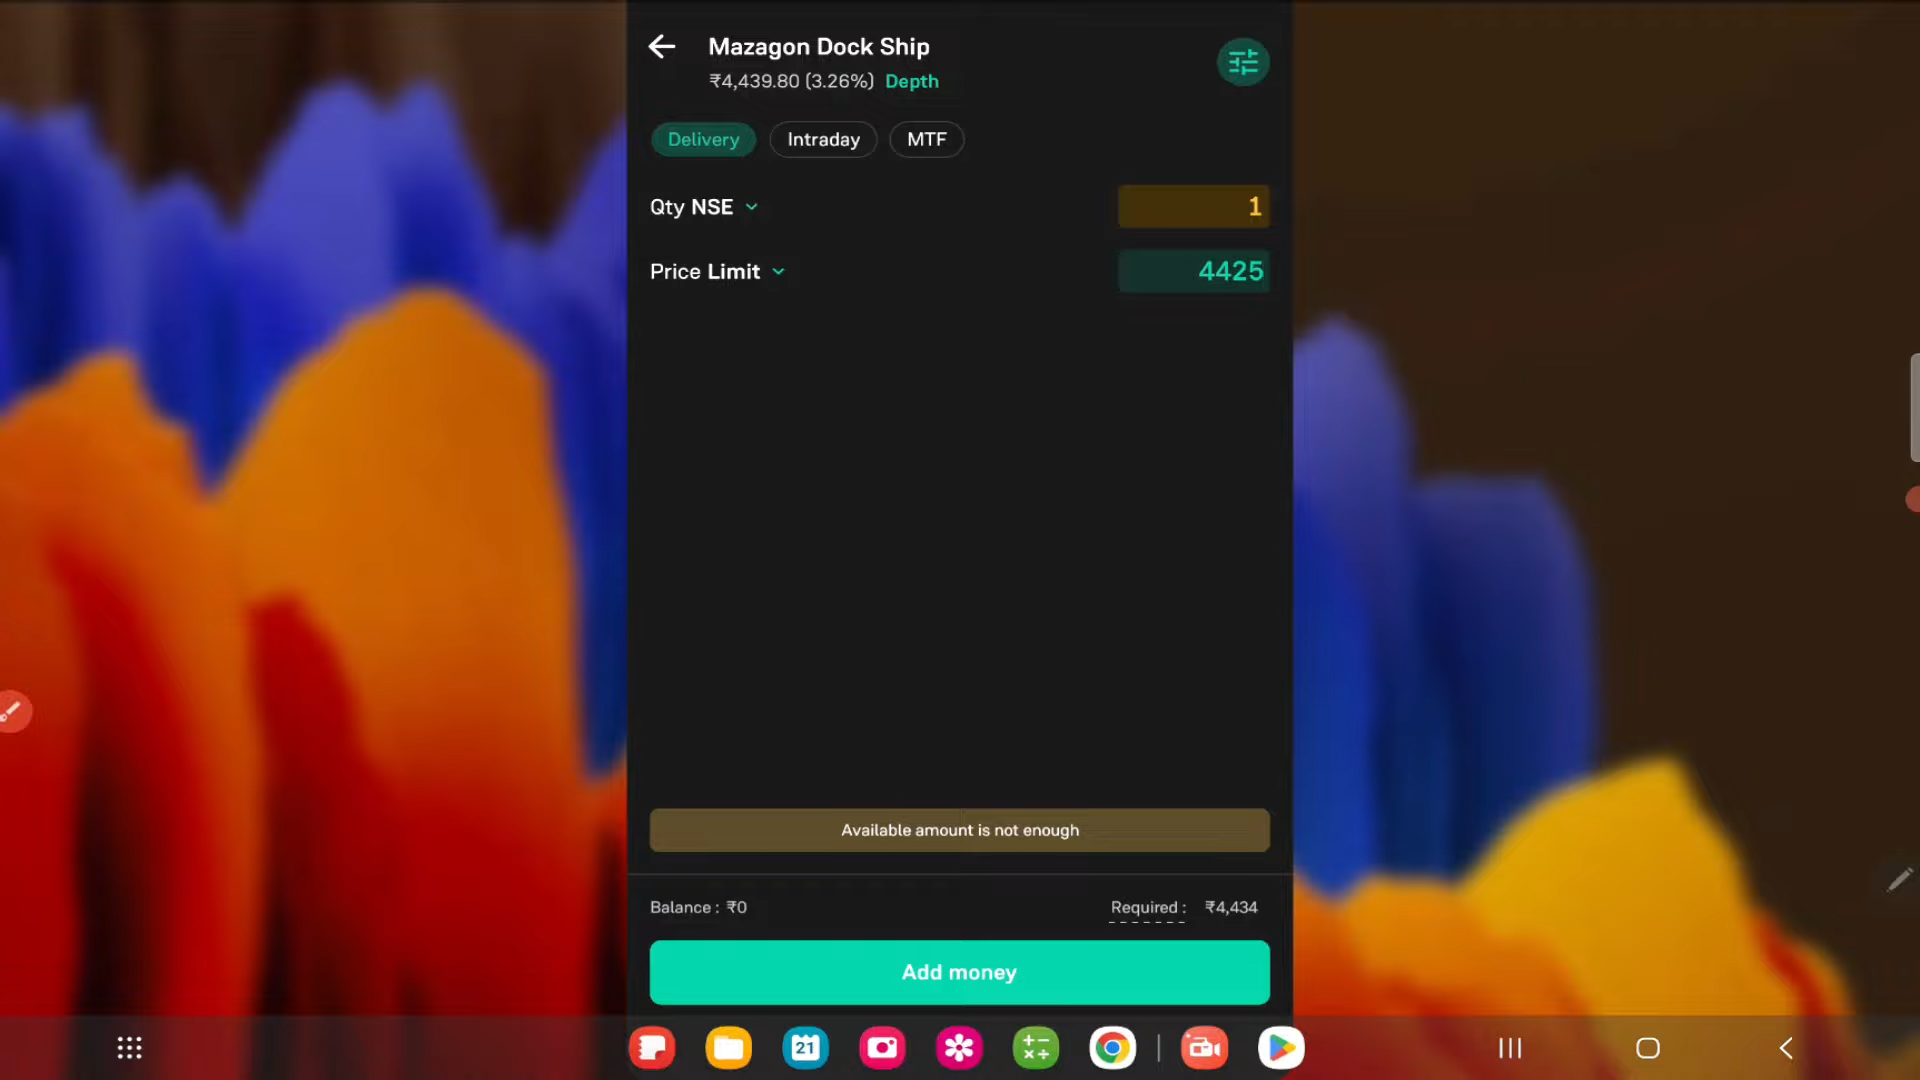 Mazagon Dock Ship
₹4,439.80 (3.26%) Depth
Delivery Intraday MTF
Qty NSE 1
Price Limit 4425
Available amount is not enough
Balance : ₹0 Required : ₹4,434
Add money
21